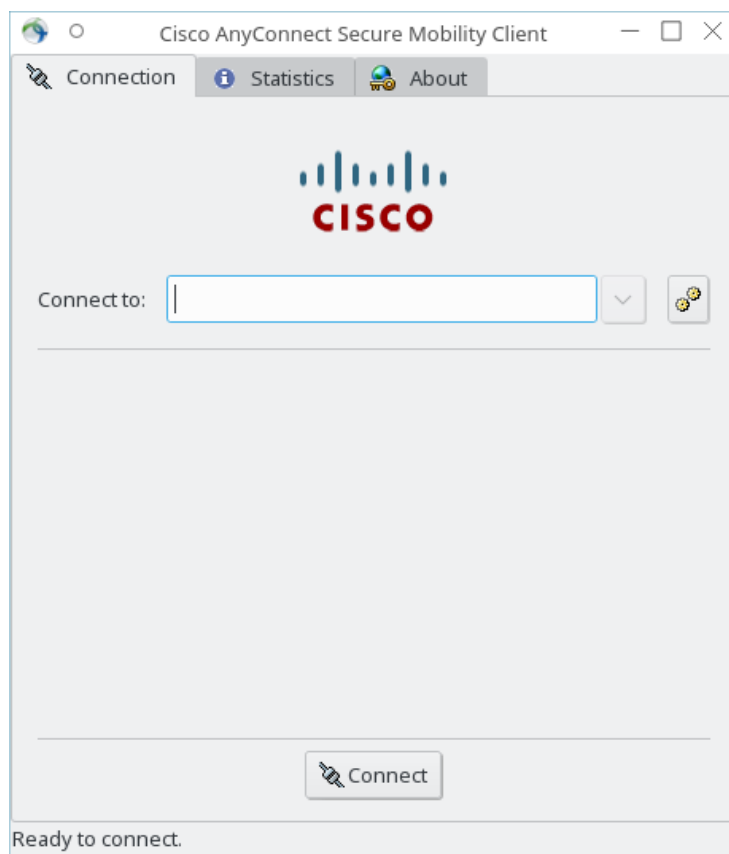 Cisco AnyConnect Secure Mobility Client
Connection Statistics About
CISCO
Connect to:
Connect
Ready to connect.